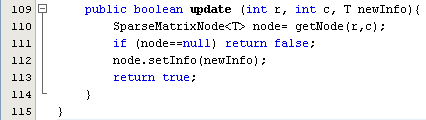 109 public boolean update (int r, int c, T newInfo){
110 SparseMatrixNode<T> node= getNode(r,c);
111 if (node==null) return false;
112 node.setInfo(newInfo);
113 return true;
114 }
115 }